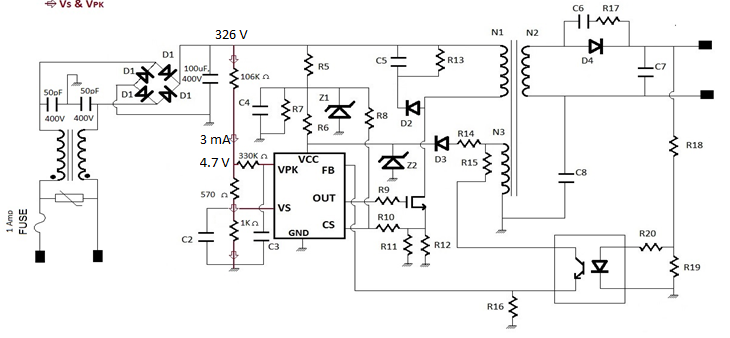 ⇨ Vs & VPK
326 V
C6
R17
N1
N2
D1
D1
R5
C5
R13
D4
C7
100uF
400V
106K Ω
D1
D1
50pF
50pF
400V
400V
C4
R7
Z1
R8
D2
R6
3 mA
4.7 V
330K Ω
VCC
VPK
FB
Z2
D3
R14
N3
R15
R18
C8
570 Ω
VS
OUT
R9
1K Ω
CS
R10
GND
C2
C3
R11
R12
1 Amp
FUSE
R20
R19
R16